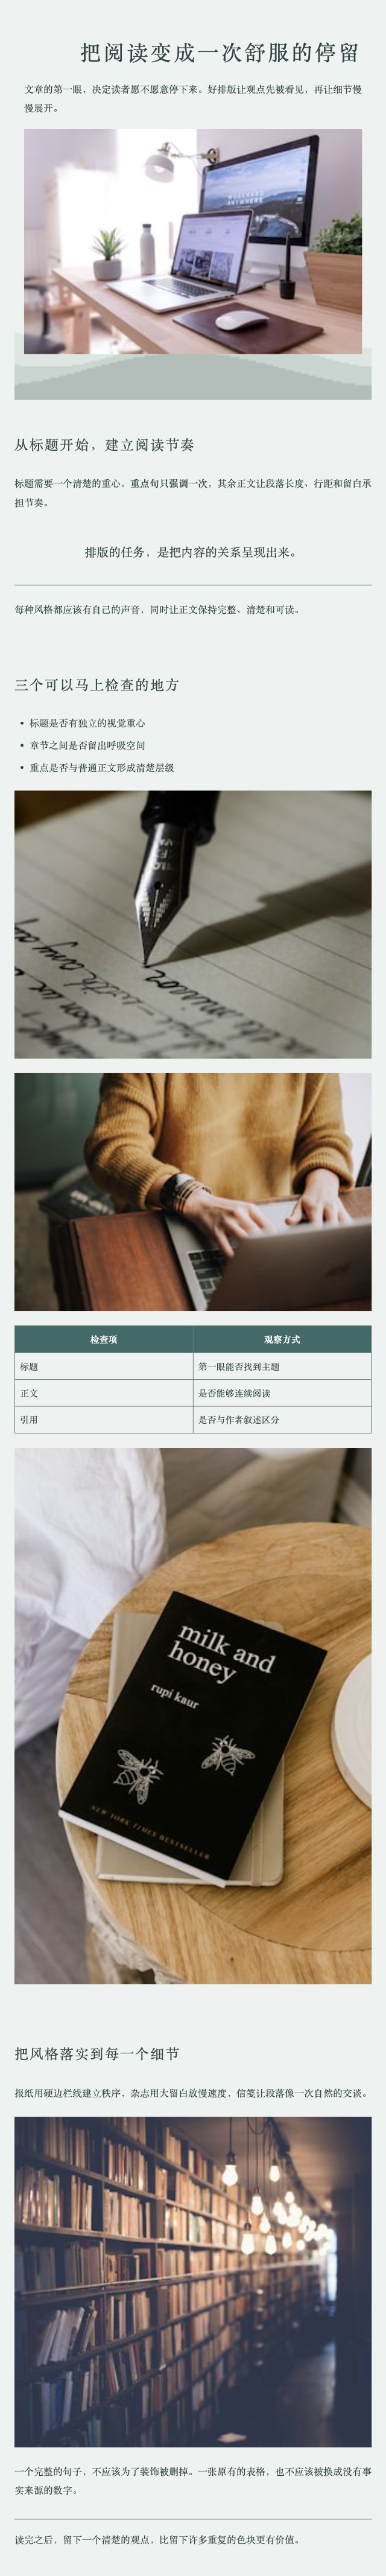 把阅读变成一次舒服的停留
文章的第一眼，决定读者愿不愿意停下来。好排版让观点先被看见，再让细节慢
慢展开。
从标题开始，建立阅读节奏
标题需要一个清楚的重心。重点句只强调一次，其余正文让段落长度、行距和留白承
担节奏。
排版的任务，是把内容的关系呈现出来。
每种风格都应该有自己的声音，同时让正文保持完整、清楚和可读。
三个可以马上检查的地方
• 标题是否有独立的视觉重心
• 章节之间是否留出呼吸空间
• 重点是否与普通正文形成清楚层级
检查项 观察方式
标题 第一眼能否找到主题
正文 是否能够连续阅读
引用 是否与作者叙述区分
milk and
honey
rupi kaur
NEW YORK TIMES BESTSELLER
把风格落实到每一个细节
报纸用硬边栏线建立秩序，杂志用大留白放慢速度，信笺让段落像一次自然的交谈。
一个完整的句子，不应该为了装饰被删掉。一张原有的表格，也不应该被换成没有事
实来源的数字。
读完之后，留下一个清楚的观点，比留下许多重复的色块更有价值。